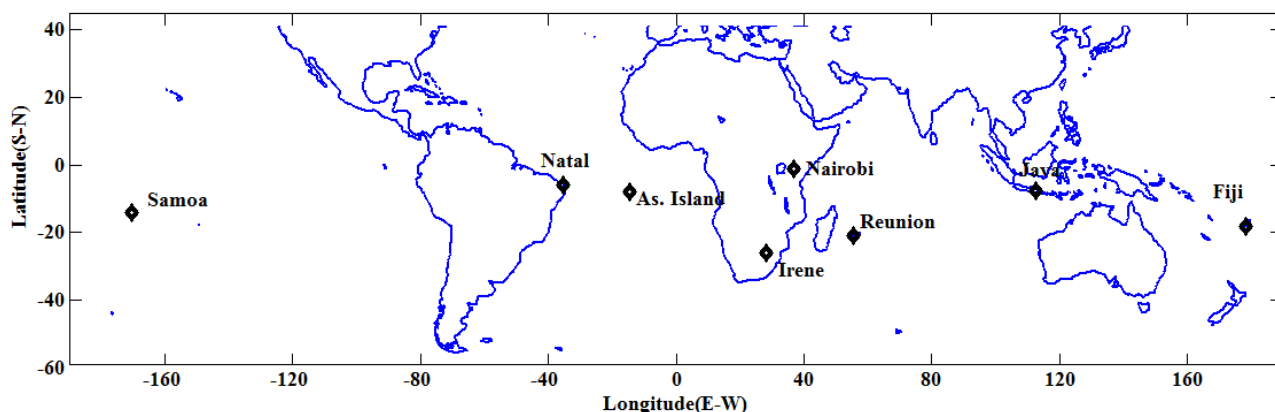 40
20
0
-20
-40
-60
Latitude(S-N)
Natal
Nairobi
Java
Samoa
As. Island
Fiji
Reunion
Irene
-160 -120 -80 -40 0 40 80 120 160
Longitude(E-W)